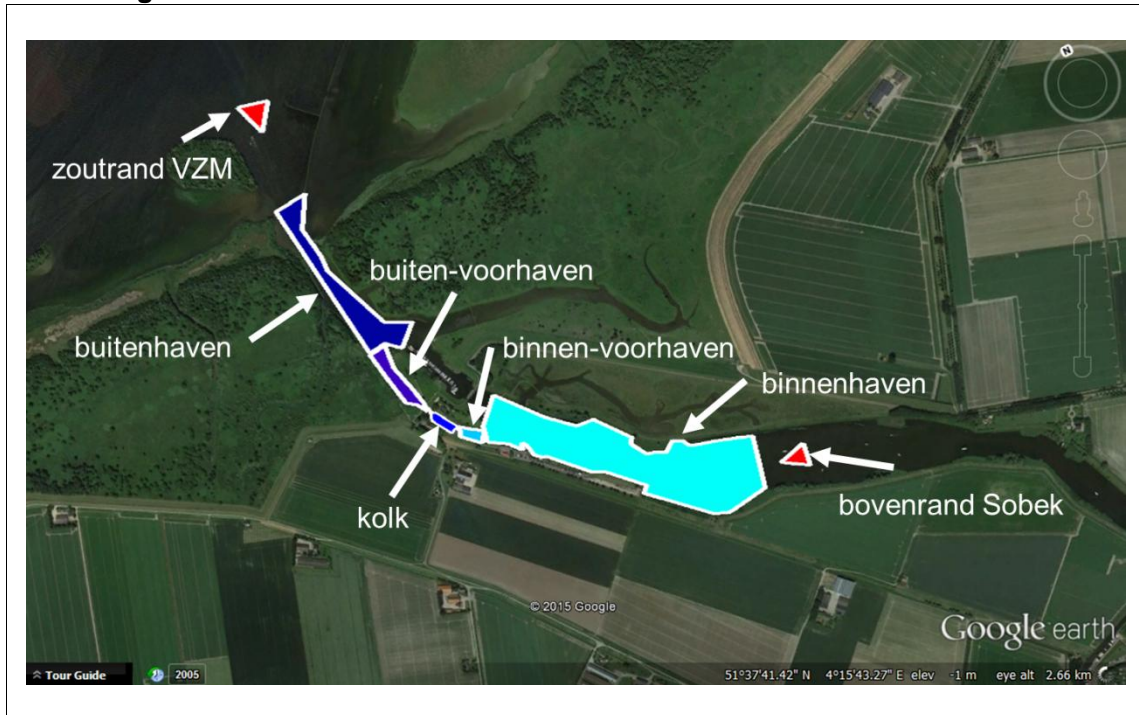 N
zoutrand VZM
buiten-voorhaven
buitenhaven
binnen-voorhaven
binnenhaven
kolk
bovenrand Sobek
© 2015 Google
Google earth
Tour Guide
2005
51°37'41.42" N 4°15'43.27" E elev -1 m eye alt 2.66 km